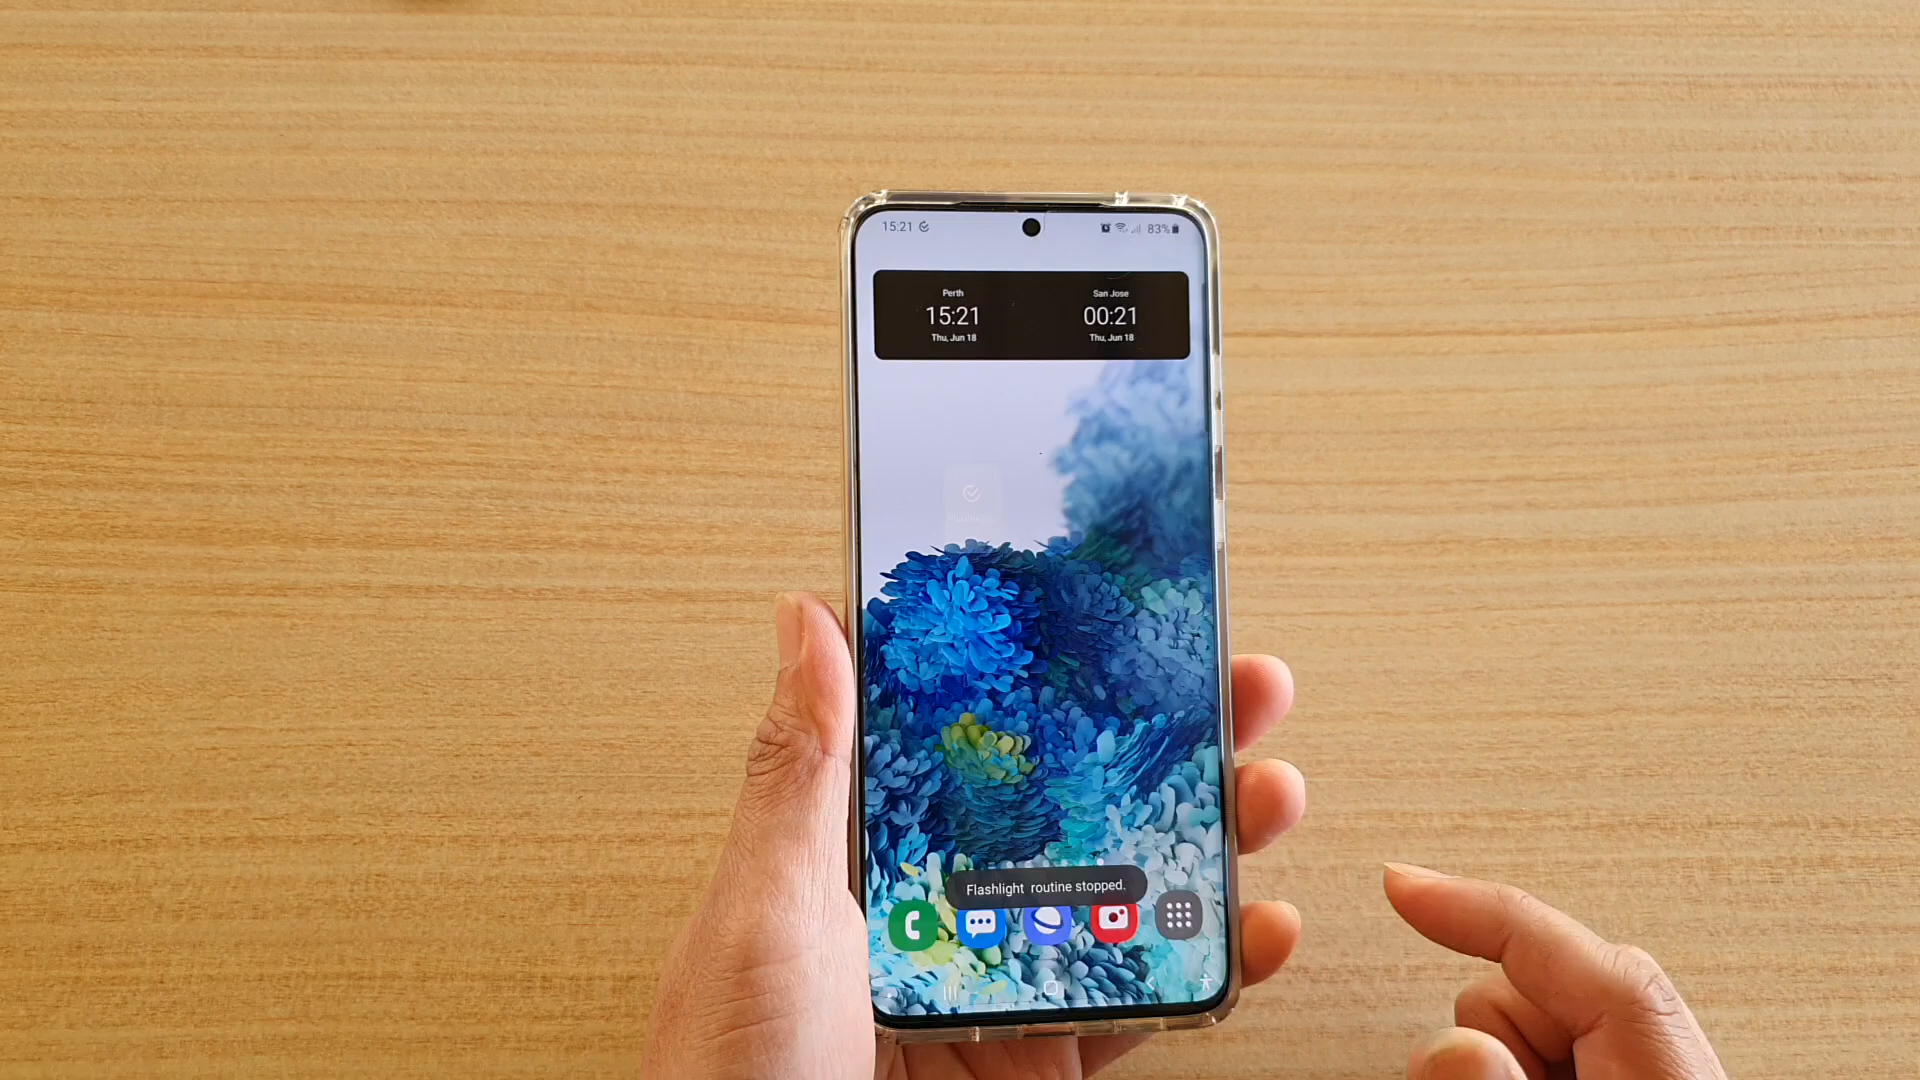 15:21
83%
Perth
San Jose
15:21
00:21
Thu, Jun 18
Thu, Jun 18
Flashlight routine stopped.